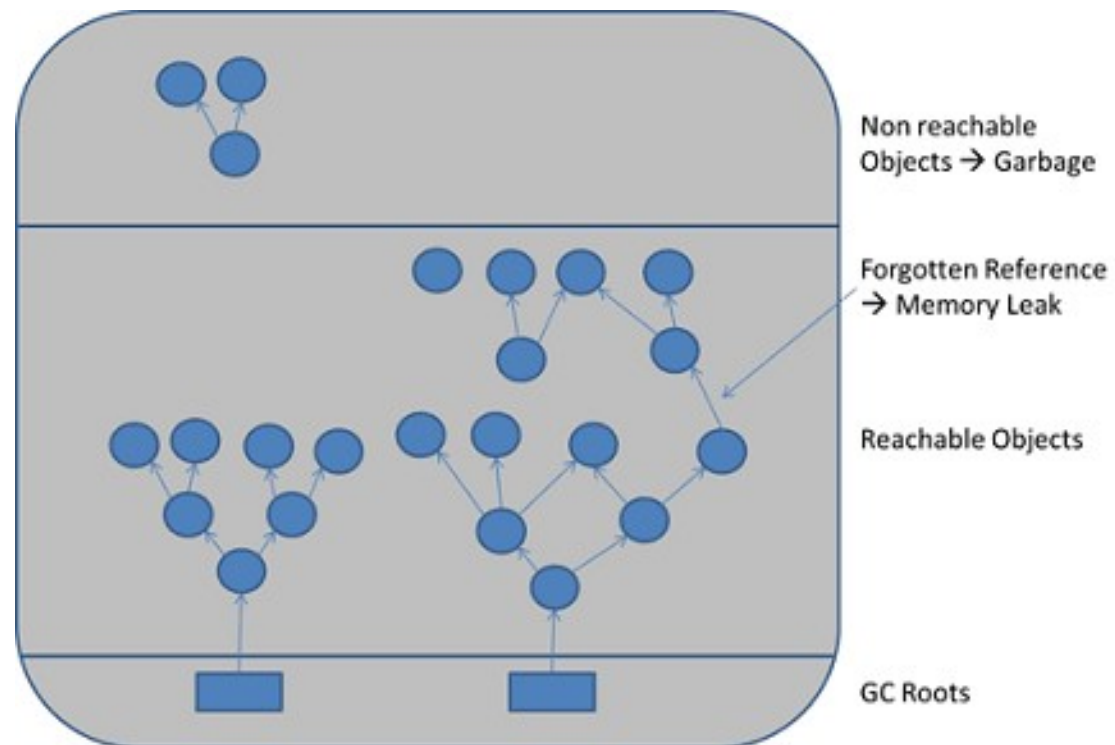 Non reachable
Objects → Garbage
Forgotten Reference
→ Memory Leak
Reachable Objects
GC Roots